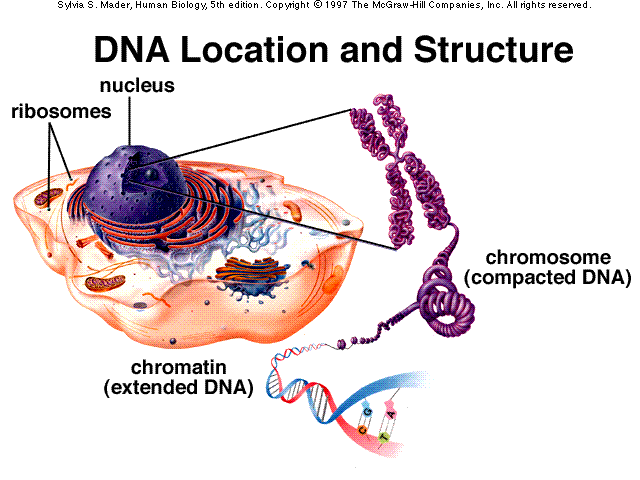 Sylvia S. Mader, Human Biology, 5th edition. Copyright © 1997 The McGraw-Hill Companies, Inc. All rights reserved.
DNA Location and Structure
nucleus
ribosomes
chromosome
(compacted DNA)
chromatin
(extended DNA)
C G
T A